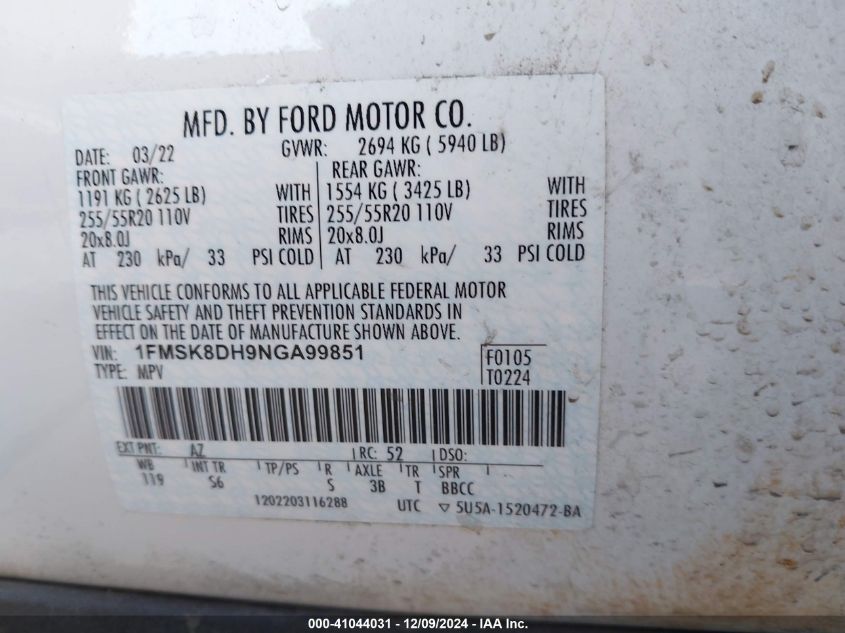 MFD. BY FORD MOTOR CO.
DATE: 03/22 GVWR: 2694 KG ( 5940 LB)
FRONT GAWR: REAR GAWR:
1191 KG ( 2625 LB) WITH 1554 KG ( 3425 LB) WITH
255/55R20 110V TIRES 255/55R20 110V TIRES
20x8.0J RIMS 20x8.0J RIMS
AT 230 kPa/ 33 PSI COLD AT 230 kPa/ 33 PSI COLD
THIS VEHICLE CONFORMS TO ALL APPLICABLE FEDERAL MOTOR
VEHICLE SAFETY AND THEFT PREVENTION STANDARDS IN
EFFECT ON THE DATE OF MANUFACTURE SHOWN ABOVE.
VIN: 1FMSK8DH9NGA99851 F0105
TYPE: MPV T0224
EXT PNT: AZ RC: 52 DSO:
WB INT TR TP/PS R AXLE TR SPR
119 S6 S 3B T BBCC
1202203116288 UTC ▽ 5U5A-1520472-BA
000-41044031 - 12/09/2024 - IAA Inc.